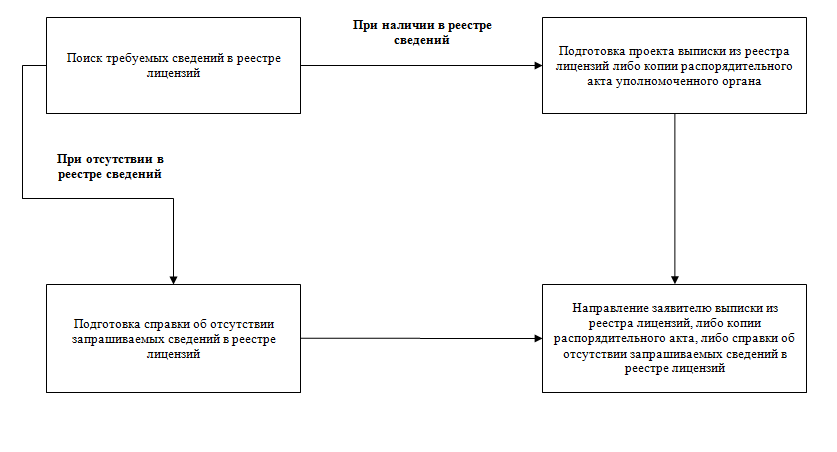 При наличии в реестре
сведений
Поиск требуемых сведений в реестре
лицензий
Подготовка проекта выписки из реестра
лицензий либо копии распорядительного
акта уполномоченного органа
При отсутствии в
реестре сведений
Подготовка справки об отсутствии
запрашиваемых сведений в реестре
лицензий
Направление заявителю выписки из
реестра лицензий, либо копии
распорядительного акта, либо справки об
отсутствии запрашиваемых сведений в
реестре лицензий